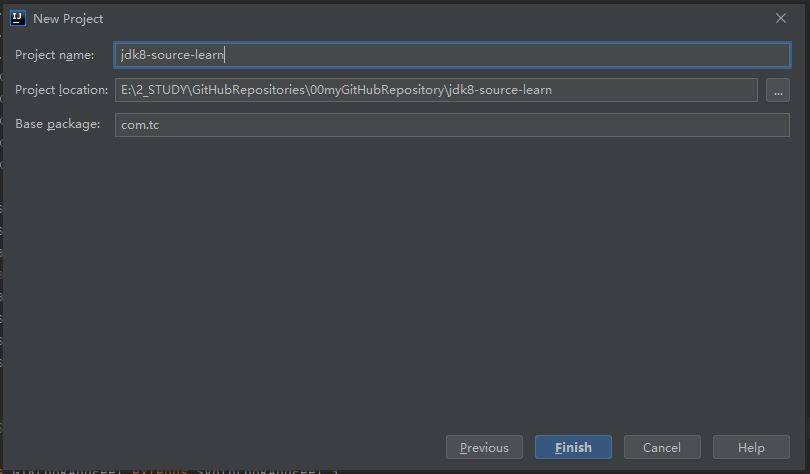 New Project
Project name: jdk8-source-learn
Project location: E:\2_STUDY\GitHubRepositories\00myGitHubRepository\jdk8-source-learn ...
Base package: com.tc
Previous Finish Cancel Help